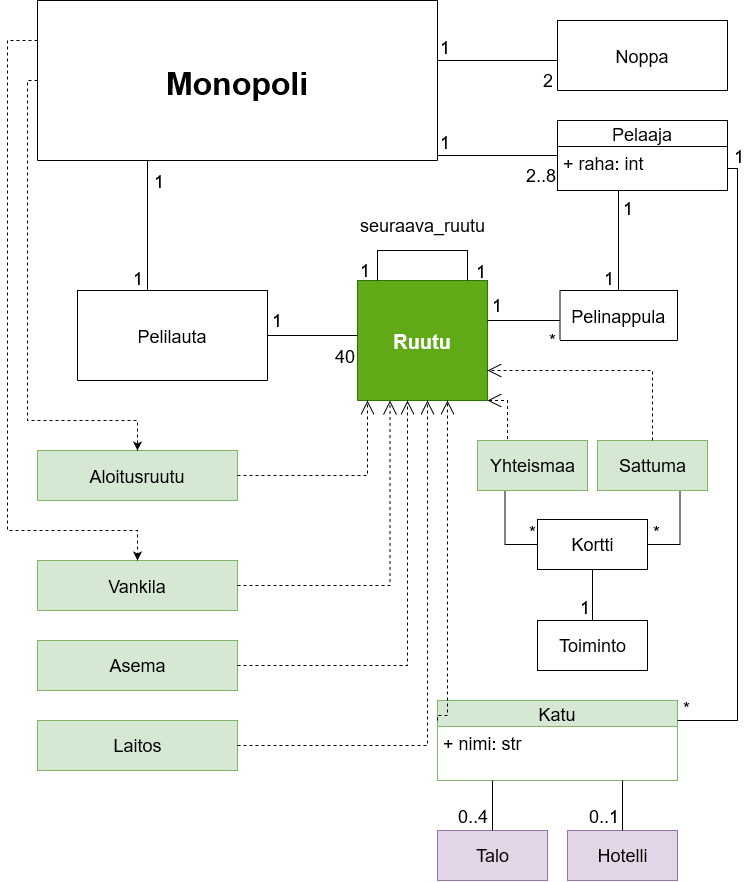 Monopoli
1
2
Noppa
1
2..8
Pelaaja
+ raha: int
1
1
1
seuraava_ruutu
1
1
1
1
Pelilauta
1
40
Ruutu
1
*
Pelinappula
Aloitusruutu
Yhteismaa
Sattuma
*
*
Kortti
Vankila
1
Toiminto
Asema
Laitos
Katu
*
+ nimi: str
0..4
0..1
Talo
Hotelli